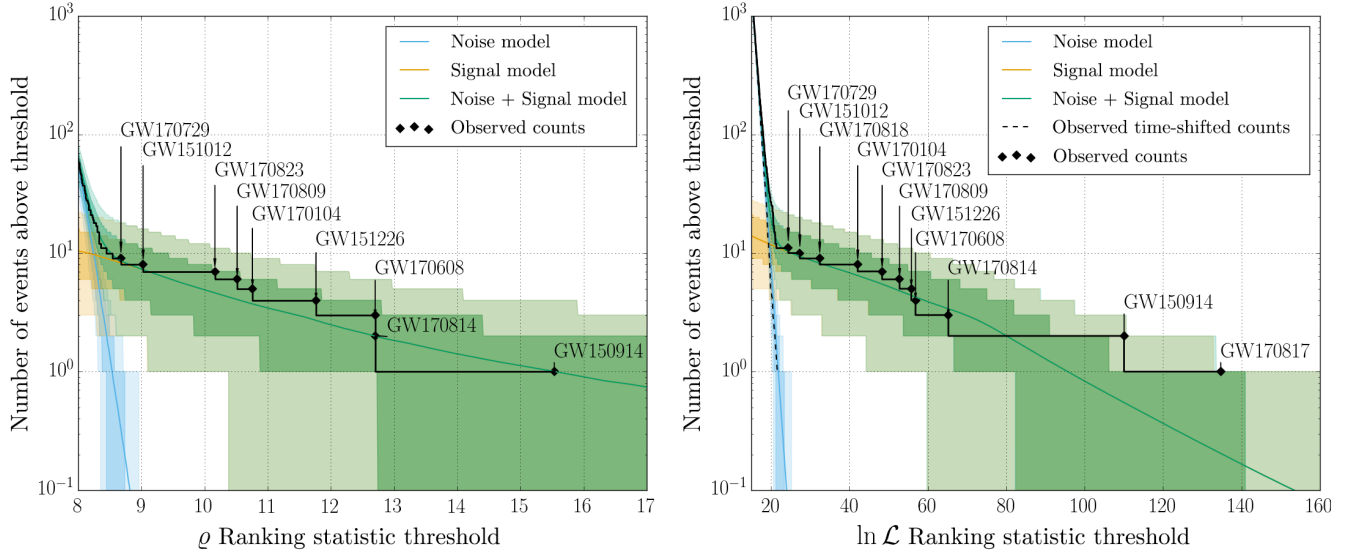 Number of events above threshold
10³
10²
10¹
10⁰
10⁻¹
Noise model
Signal model
Noise + Signal model
Observed counts
GW170729
GW151012
GW170823
GW170809
GW170104
GW151226
GW170608
GW170814
GW150914
8 9 10 11 12 13 14 15 16 17
ϱ Ranking statistic threshold
Number of events above threshold
10³
10²
10¹
10⁰
10⁻¹
Noise model
Signal model
Noise + Signal model
Observed time-shifted counts
Observed counts
GW170729
GW151012
GW170818
GW170104
GW170823
GW170809
GW151226
GW170608
GW170814
GW150914
GW170817
20 40 60 80 100 120 140 160
ln ℒ Ranking statistic threshold